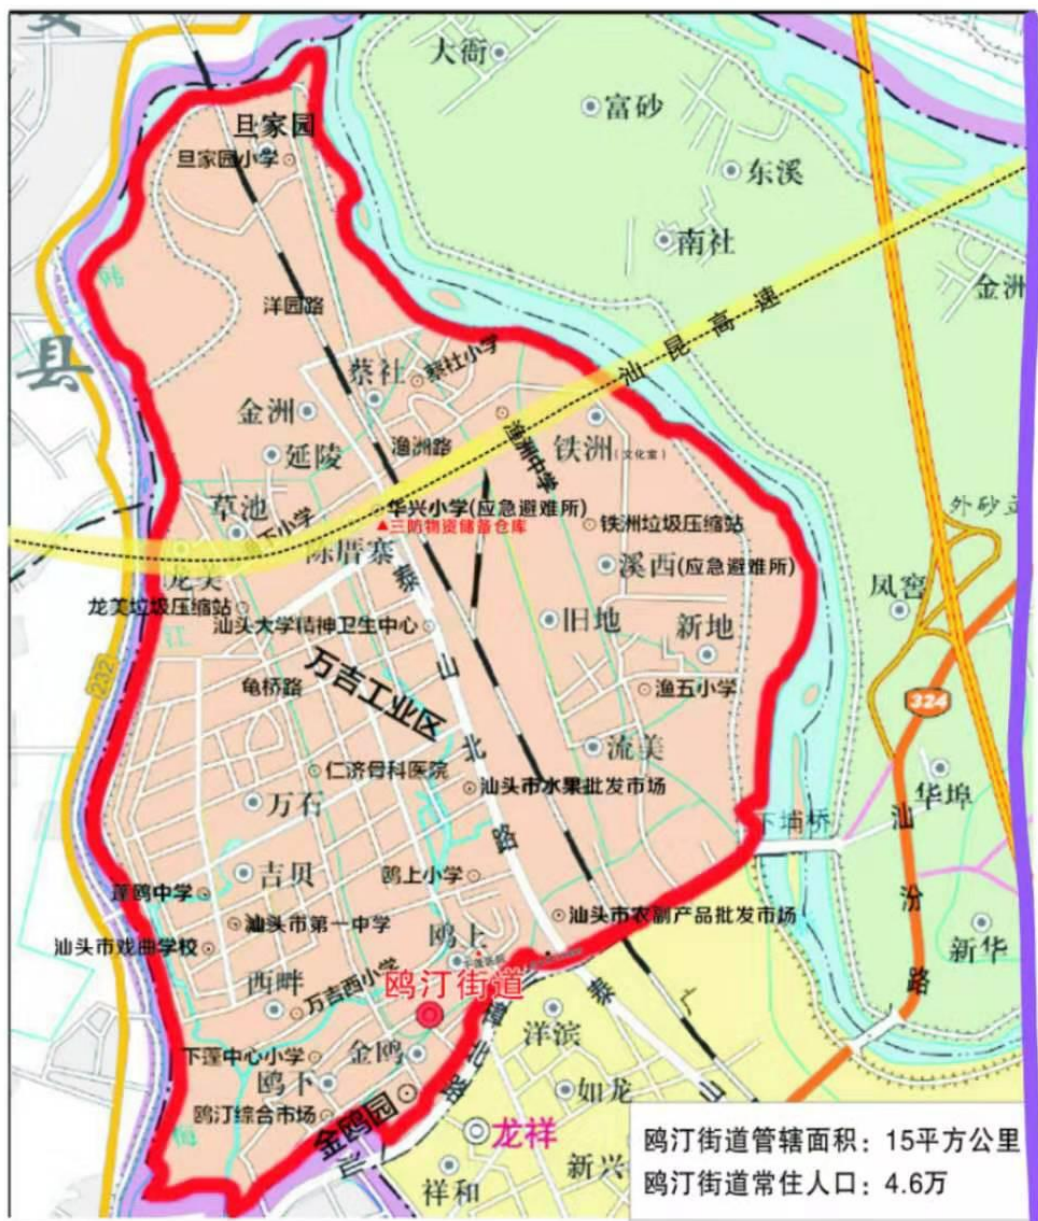 大衙
富砂
旦家园
旦家园小学
东溪
南社
金洲
韩
洋园路
汕昆高速
县
蔡社
蔡社小学
金洲
渔洲路
渔洲中学
铁洲(文化室)
延陵
草池
华兴小学(应急避难所)
三防物资储备仓库
铁洲垃圾压缩站
外砂立
陈厝寨
龙美
溪西(应急避难所)
凤窖
龙美垃圾压缩站
汕头大学精神卫生中心
旧地
新地
江
泰山北路
232
万吉工业区
龟桥路
渔五小学
324
流美
仁济骨科医院
汕头市水果批发市场
华埠
万石
下埔桥
汕汾路
吉贝
鸥上小学
蓬鸥中学
汕头市第一中学
汕头市农副产品批发市场
汕头市戏曲学校
鸥上
新华
西畔
万吉西小学
鸥汀街道
泰山
广
洋滨
下蓬中心小学
金鸥
北路
鸥下
如龙
鸥汀综合市场
金鸥园
梅
龙祥
新兴
祥和
鸥汀街道管辖面积：15平方公里
鸥汀街道常住人口：4.6万